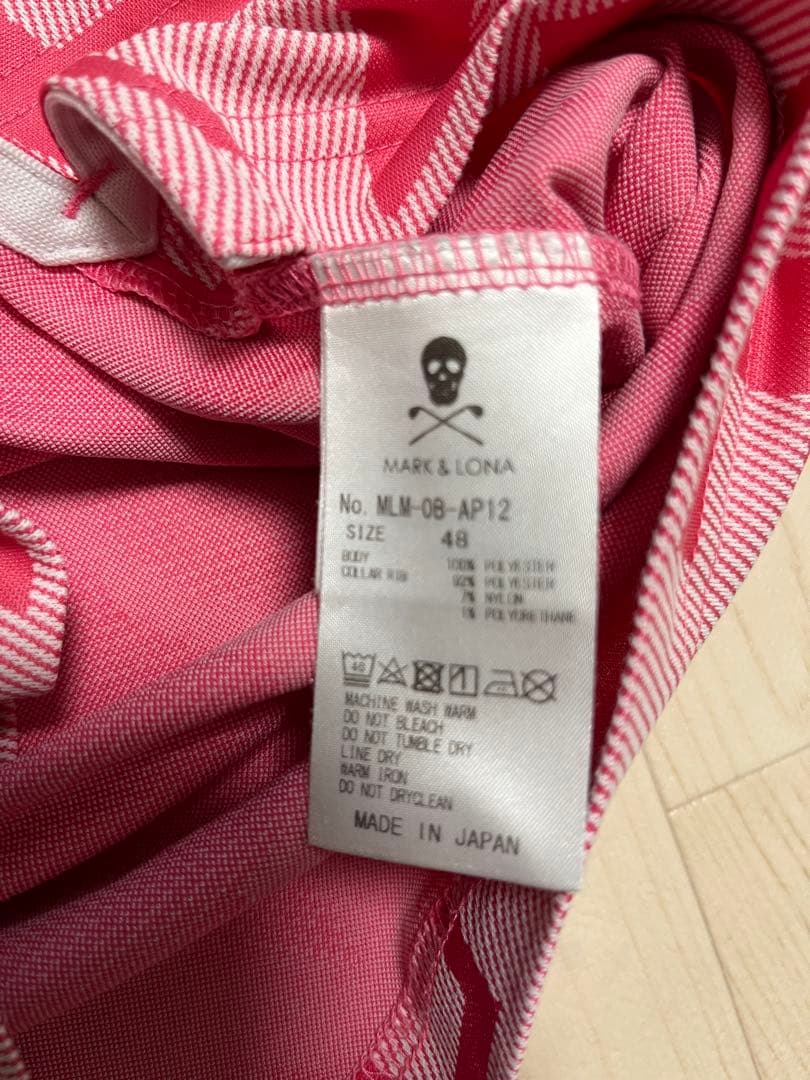 MARK & LONA
No. MLM-0B-AP12
SIZE 48
BODY 100% POLYESTER
COLLAR RIB 92% POLYESTER
7% NYLON
1% POLYURETHANE
40
MACHINE WASH WARM
DO NOT BLEACH
DO NOT TUMBLE DRY
LINE DRY
WARM IRON
DO NOT DRYCLEAN
MADE IN JAPAN